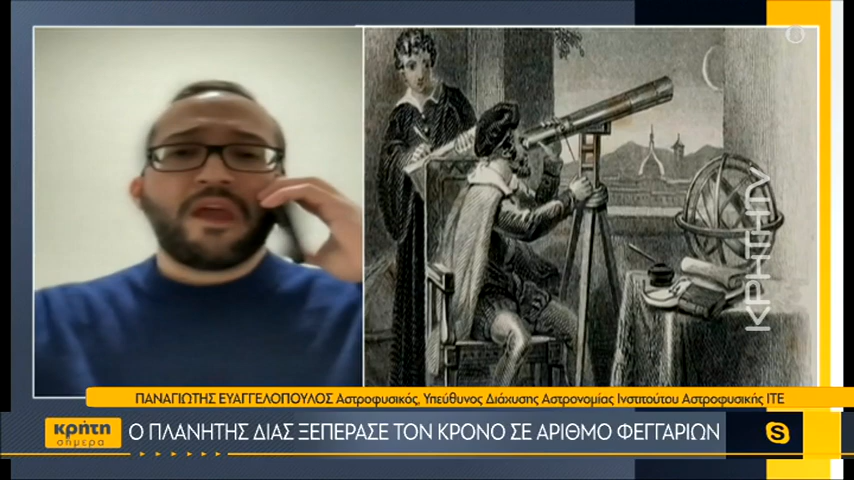 ΚΡΗΤΗ
ΠΑΝΑΓΙΩΤΗΣ ΕΥΑΓΓΕΛΟΠΟΥΛΟΣ Αστροφυσικός, Υπεύθυνος Διάχυσης Αστρονομίας Ινστιτούτου Αστροφυσικής ΙΤΕ
κρήτη
σήμερα
Ο ΠΛΑΝΗΤΗΣ ΔΙΑΣ ΞΕΠΕΡΑΣΕ ΤΟΝ ΚΡΟΝΟ ΣΕ ΑΡΙΘΜΟ ΦΕΓΓΑΡΙΩΝ
S